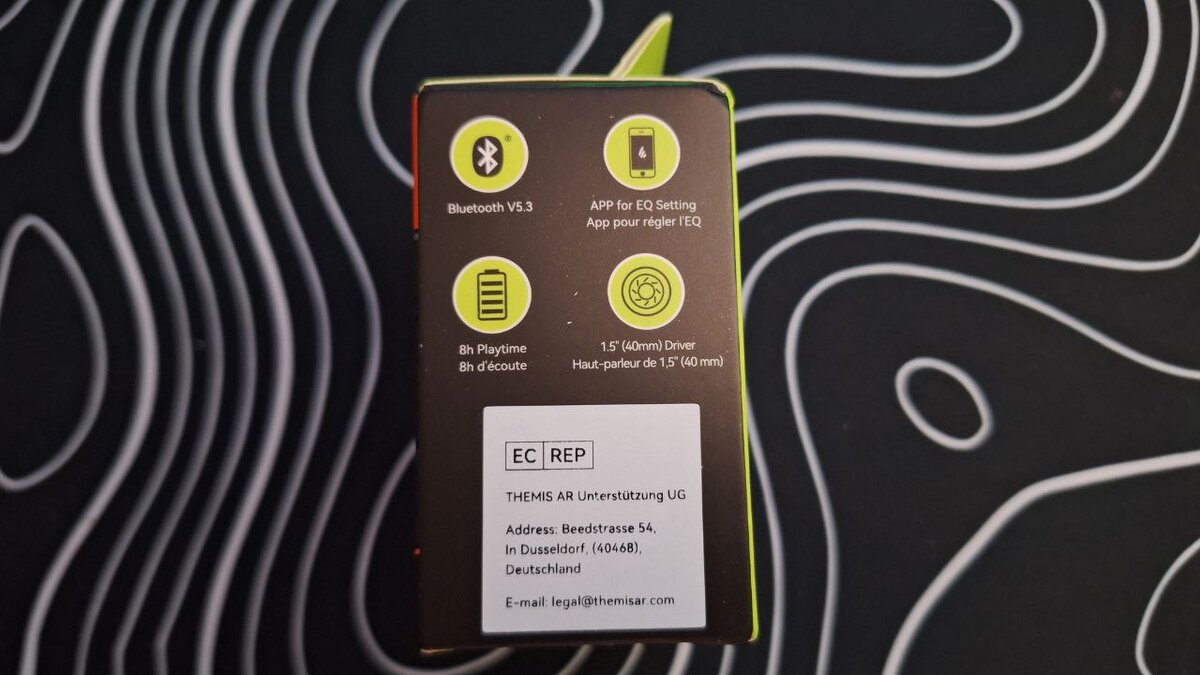 ®
Bluetooth V5.3
APP for EQ Setting
App pour régler l'EQ
8h Playtime
8h d'écoute
1.5" (40mm) Driver
Haut-parleur de 1,5" (40 mm)
EC REP
THEMIS AR Unterstützung UG
Address: Beedstrasse 54,
In Dusseldorf, (40468),
Deutschland
E-mail: legal@themisar.com